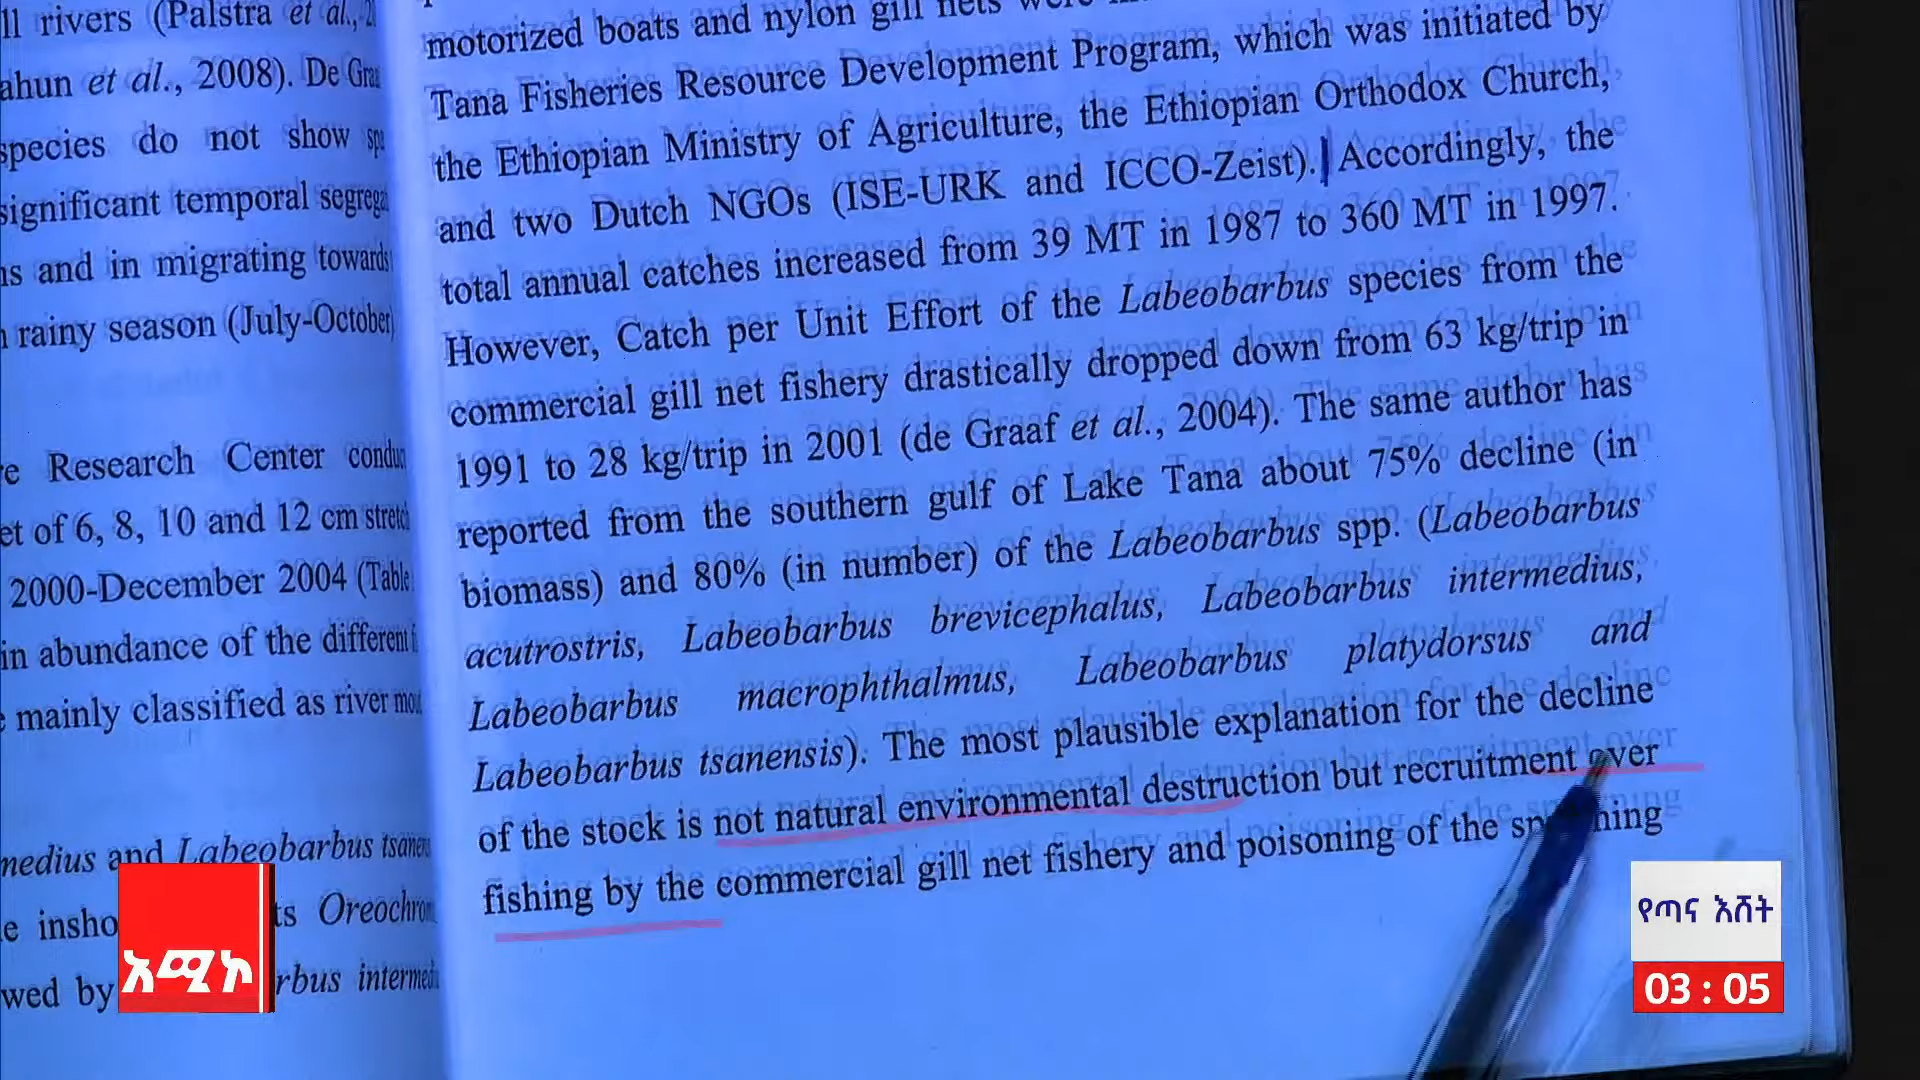 ll rivers (Palstra et al.,
ahun et al., 2008). De Gra
species do not show
significant temporal segrega
ns and in migrating towards
rainy season (July-October)
e Research Center condu
et of 6, 8, 10 and 12 cm stretch
2000-December 2004 (Table
in abundance of the different
mainly classified as river mo
medius and Labeobarbus tsanen
e insho ts Oreochrom
wed by rbus intermedi
motorized boats and nylon gill nets
Tana Fisheries Resource Development Program, which was initiated by
the Ethiopian Ministry of Agriculture, the Ethiopian Orthodox Church,
and two Dutch NGOs (ISE-URK and ICCO-Zeist). Accordingly, the
total annual catches increased from 39 MT in 1987 to 360 MT in 1997.
However, Catch per Unit Effort of the Labeobarbus species from the
commercial gill net fishery drastically dropped down from 63 kg/trip in
1991 to 28 kg/trip in 2001 (de Graaf et al., 2004). The same author has
reported from the southern gulf of Lake Tana about 75% decline (in
biomass) and 80% (in number) of the Labeobarbus spp. (Labeobarbus
acutrostris, Labeobarbus brevicephalus, Labeobarbus intermedius,
Labeobarbus macrophthalmus, Labeobarbus platydorsus and
Labeobarbus tsanensis). The most plausible explanation for the decline
of the stock is not natural environmental destruction but recruitment over
fishing by the commercial gill net fishery and poisoning of the sp hing
አሚኮ
የጣና እሸት
03 : 05